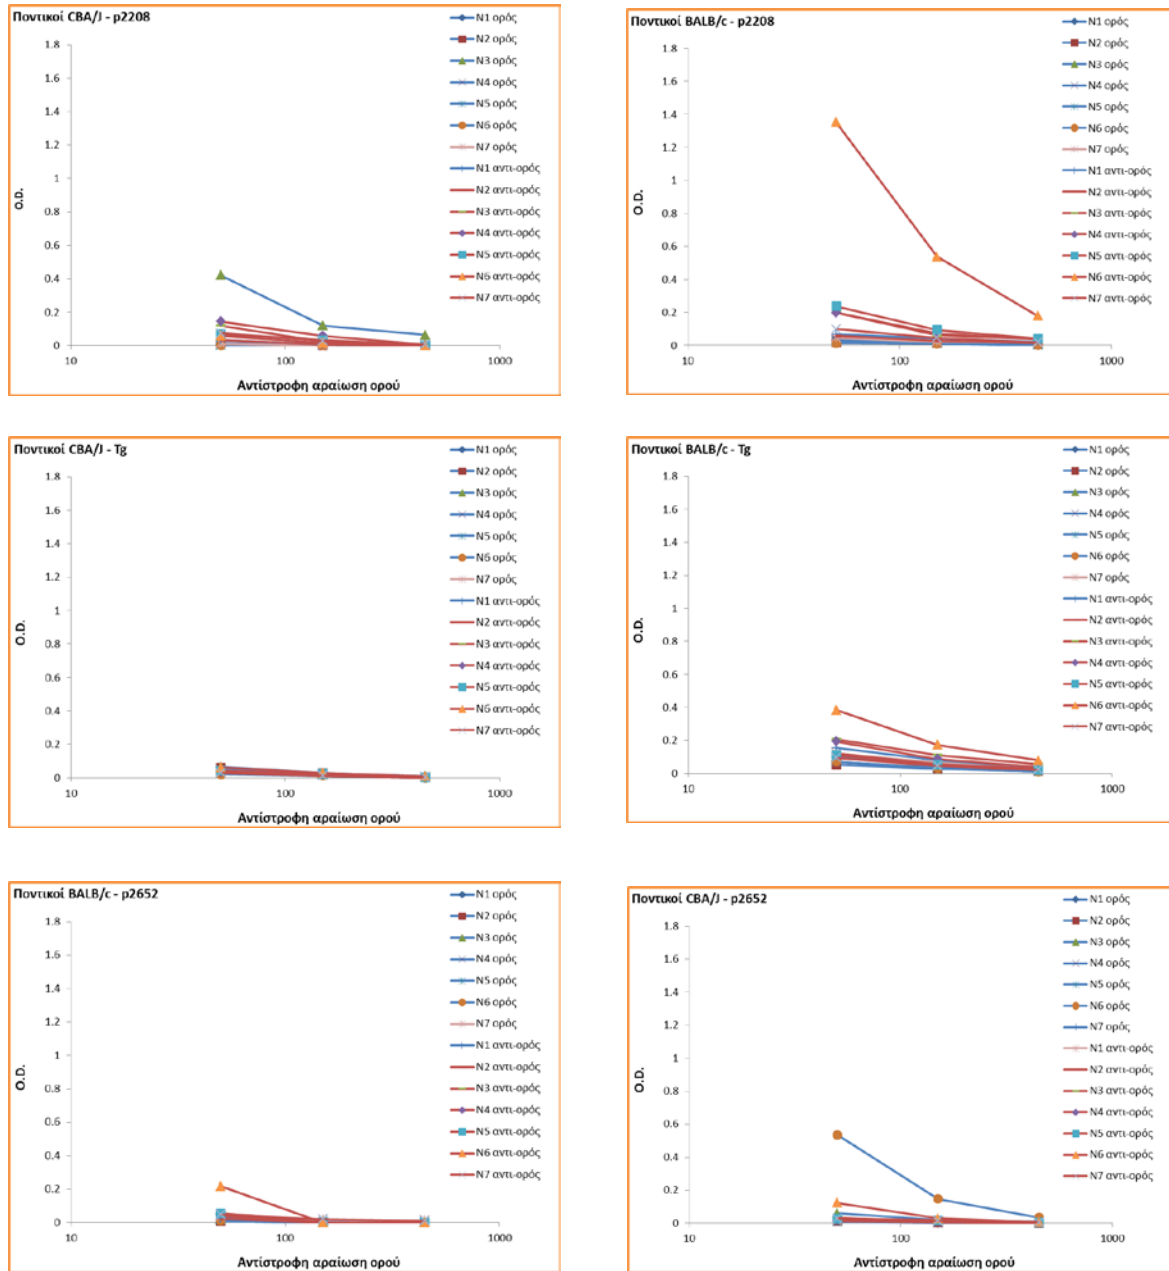 Ποντικοί CBA/J - p2208
O.D.
1.8
1.6
1.4
1.2
1
0.8
0.6
0.4
0.2
0
10
100
1000
Αντίστροφη αραίωση ορού
N1 ορός
N2 ορός
N3 ορός
N4 ορός
N5 ορός
N6 ορός
N7 ορός
N1 αντι-ορός
N2 αντι-ορός
N3 αντι-ορός
N4 αντι-ορός
N5 αντι-ορός
N6 αντι-ορός
N7 αντι-ορός
Ποντικοί BALB/c - p2208
O.D.
1.8
1.6
1.4
1.2
1
0.8
0.6
0.4
0.2
0
10
100
1000
Αντίστροφη αραίωση ορού
N1 ορός
N2 ορός
N3 ορός
N4 ορός
N5 ορός
N6 ορός
N7 ορός
N1 αντι-ορός
N2 αντι-ορός
N3 αντι-ορός
N4 αντι-ορός
N5 αντι-ορός
N6 αντι-ορός
N7 αντι-ορός
Ποντικοί CBA/J - Tg
O.D.
1.8
1.6
1.4
1.2
1
0.8
0.6
0.4
0.2
0
10
100
1000
Αντίστροφη αραίωση ορού
N1 ορός
N2 ορός
N3 ορός
N4 ορός
N5 ορός
N6 ορός
N7 ορός
N1 αντι-ορός
N2 αντι-ορός
N3 αντι-ορός
N4 αντι-ορός
N5 αντι-ορός
N6 αντι-ορός
N7 αντι-ορός
Ποντικοί BALB/c - Tg
O.D.
1.8
1.6
1.4
1.2
1
0.8
0.6
0.4
0.2
0
10
100
1000
Αντίστροφη αραίωση ορού
N1 ορός
N2 ορός
N3 ορός
N4 ορός
N5 ορός
N6 ορός
N7 ορός
N1 αντι-ορός
N2 αντι-ορός
N3 αντι-ορός
N4 αντι-ορός
N5 αντι-ορός
N6 αντι-ορός
N7 αντι-ορός
Ποντικοί BALB/c - p2652
O.D.
1.8
1.6
1.4
1.2
1
0.8
0.6
0.4
0.2
0
10
100
1000
Αντίστροφη αραίωση ορού
N1 ορός
N2 ορός
N3 ορός
N4 ορός
N5 ορός
N6 ορός
N7 ορός
N1 αντι-ορός
N2 αντι-ορός
N3 αντι-ορός
N4 αντι-ορός
N5 αντι-ορός
N6 αντι-ορός
N7 αντι-ορός
Ποντικοί CBA/J - p2652
O.D.
1.8
1.6
1.4
1.2
1
0.8
0.6
0.4
0.2
0
10
100
1000
Αντίστροφη αραίωση ορού
N1 ορός
N2 ορός
N3 ορός
N4 ορός
N5 ορός
N6 ορός
N7 ορός
N1 αντι-ορός
N2 αντι-ορός
N3 αντι-ορός
N4 αντι-ορός
N5 αντι-ορός
N6 αντι-ορός
N7 αντι-ορός